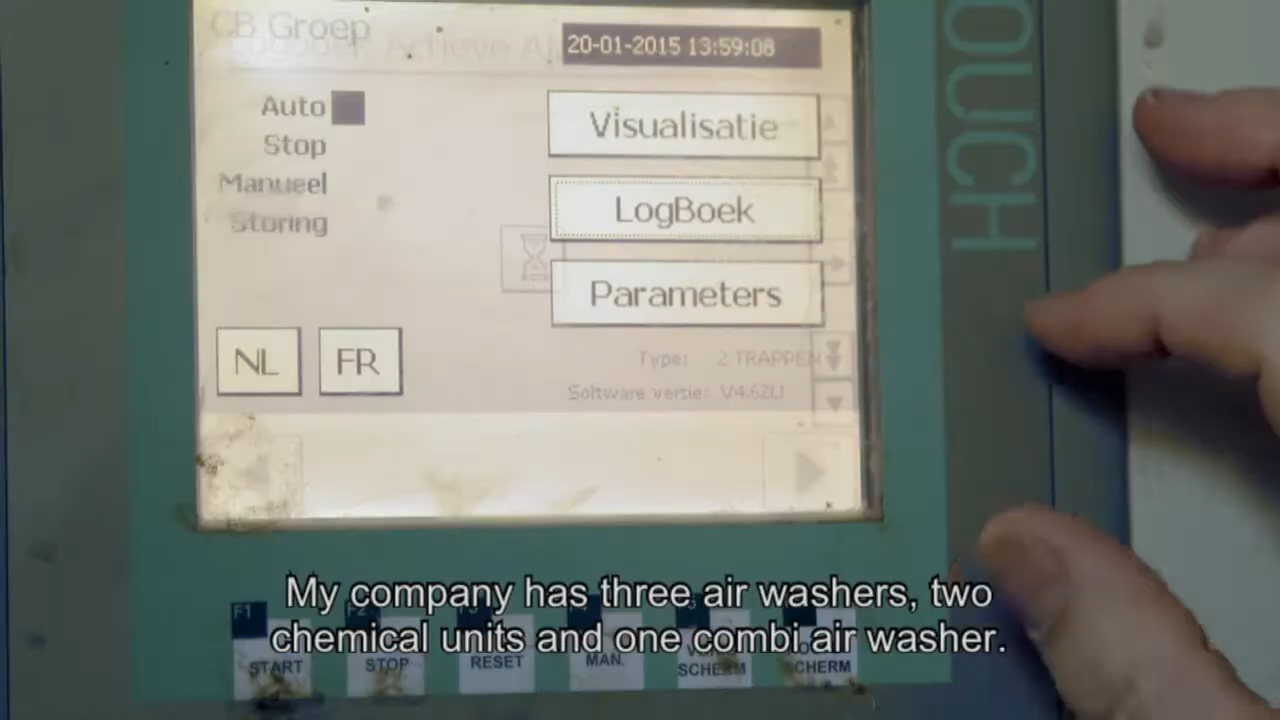 CB Groep
20-01-2015 13:59:08
Auto
Stop
Manueel
Storing
Visualisatie
LogBoek
Parameters
NL
FR
Type: 2 TRAPPEN
Software versie: V4.62U
OUCH
My company has three air washers, two
chemical units and one combi air washer.
F1
START
STOP
RESET
MAN.
SCHERM
SCHERM